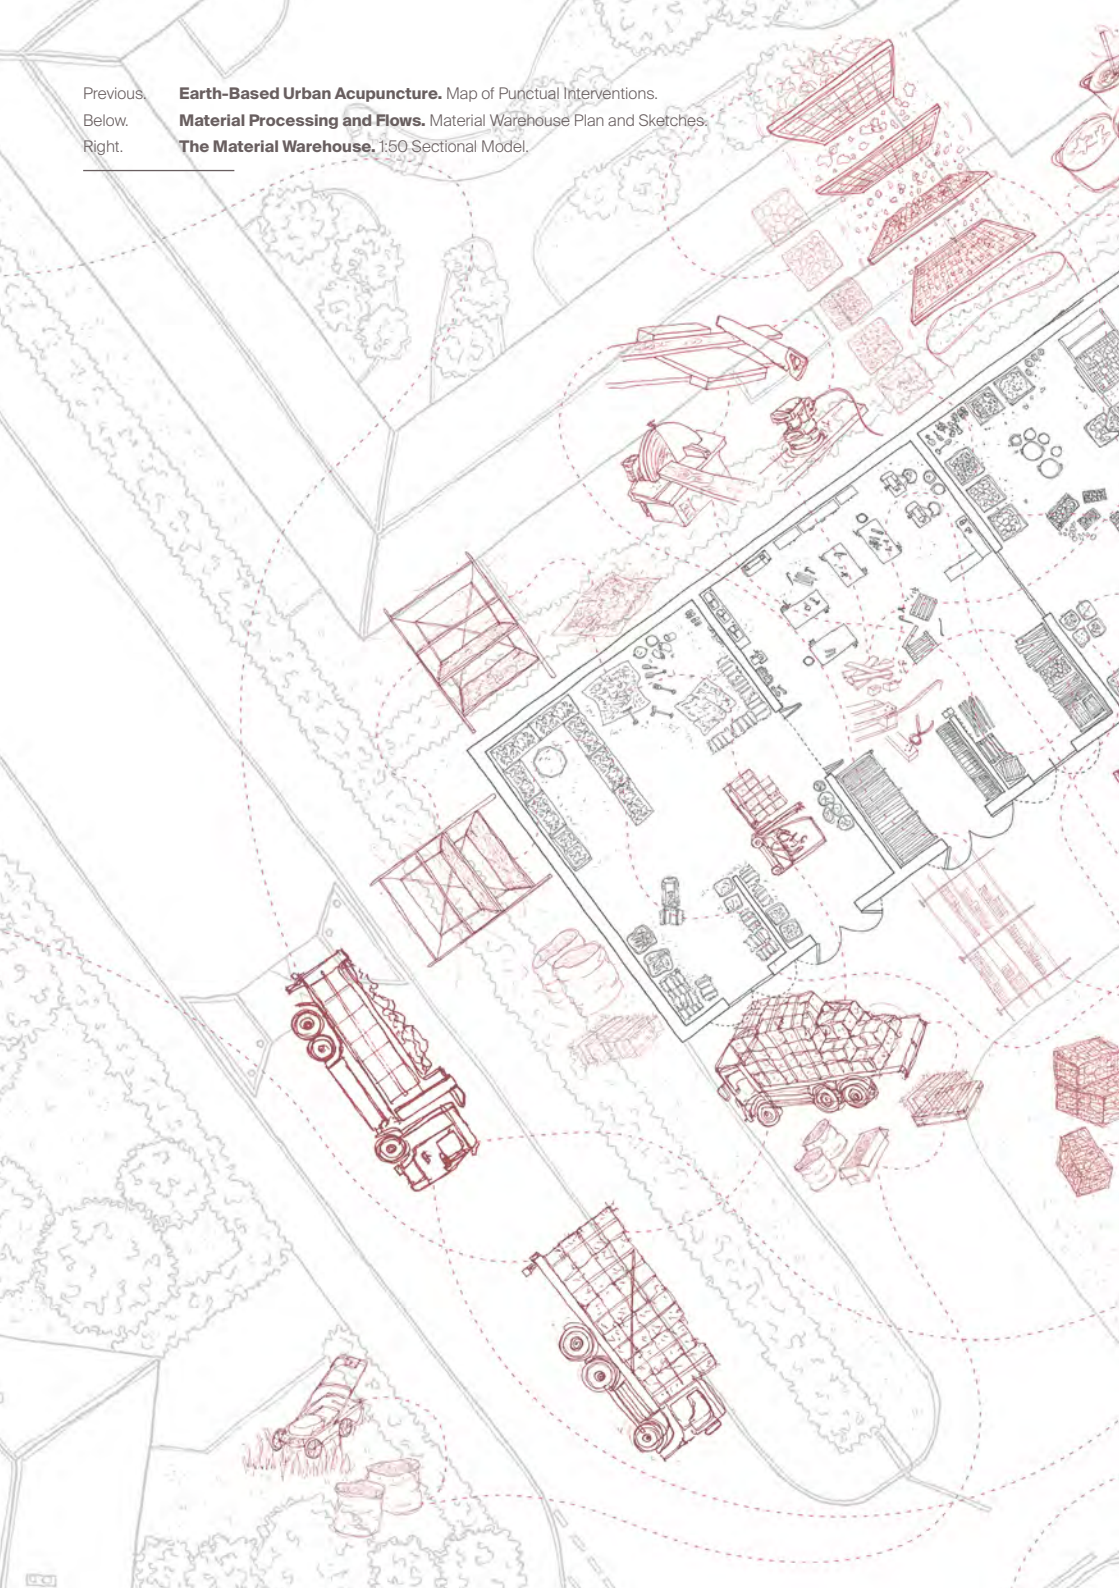 Previous. Earth-Based Urban Acupuncture. Map of Punctual Interventions.
Below. Material Processing and Flows. Material Warehouse Plan and Sketches.
Right. The Material Warehouse. 1:50 Sectional Model.